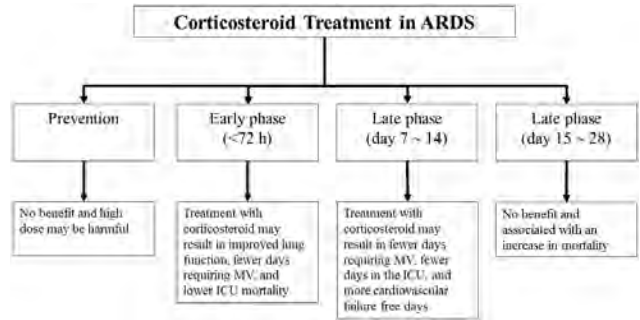 Corticosteroid Treatment in ARDS
Prevention
Early phase
(<72 h)
Late phase
(day 7 ~ 14)
Late phase
(day 15 ~ 28)
No benefit and high
dose may be harmful
Treatment with
corticosteroid may
result in improved lung
function, fewer days
requiring MV, and
lower ICU mortality
Treatment with
corticosteroid may
result in fewer days
requiring MV, fewer
days in the ICU, and
more cardiovascular
failure free days
No benefit and
associated with an
increase in mortality